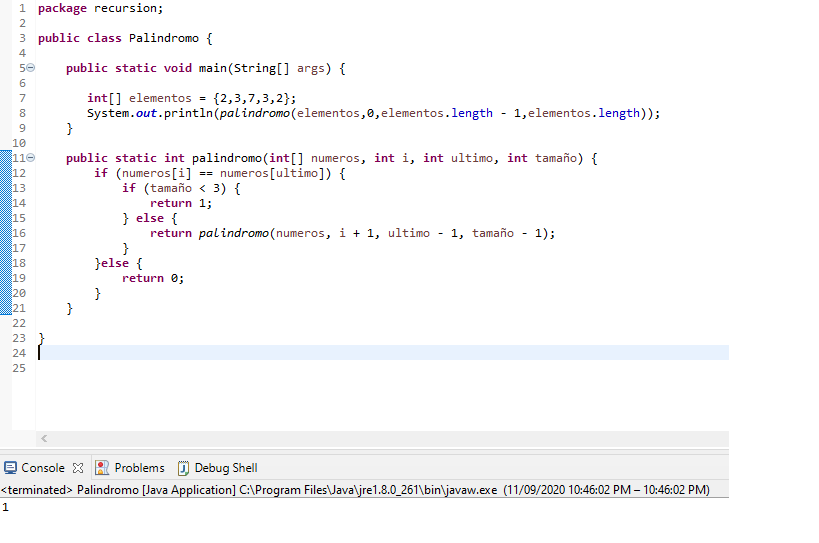 1 package recursion;
2
3 public class Palindromo {
4
5 public static void main(String[] args) {
6
7 int[] elementos = {2,3,7,3,2};
8 System.out.println(palindromo(elementos,0,elementos.length - 1,elementos.length));
9 }
10
11 public static int palindromo(int[] numeros, int i, int ultimo, int tamaño) {
12 if (numeros[i] == numeros[ultimo]) {
13 if (tamaño < 3) {
14 return 1;
15 } else {
16 return palindromo(numeros, i + 1, ultimo - 1, tamaño - 1);
17 }
18 }else {
19 return 0;
20 }
21 }
22
23 }
24
25
Console Problems Debug Shell
<terminated> Palindromo [Java Application] C:\Program Files\Java\jre1.8.0_261\bin\javaw.exe (11/09/2020 10:46:02 PM – 10:46:02 PM)
1